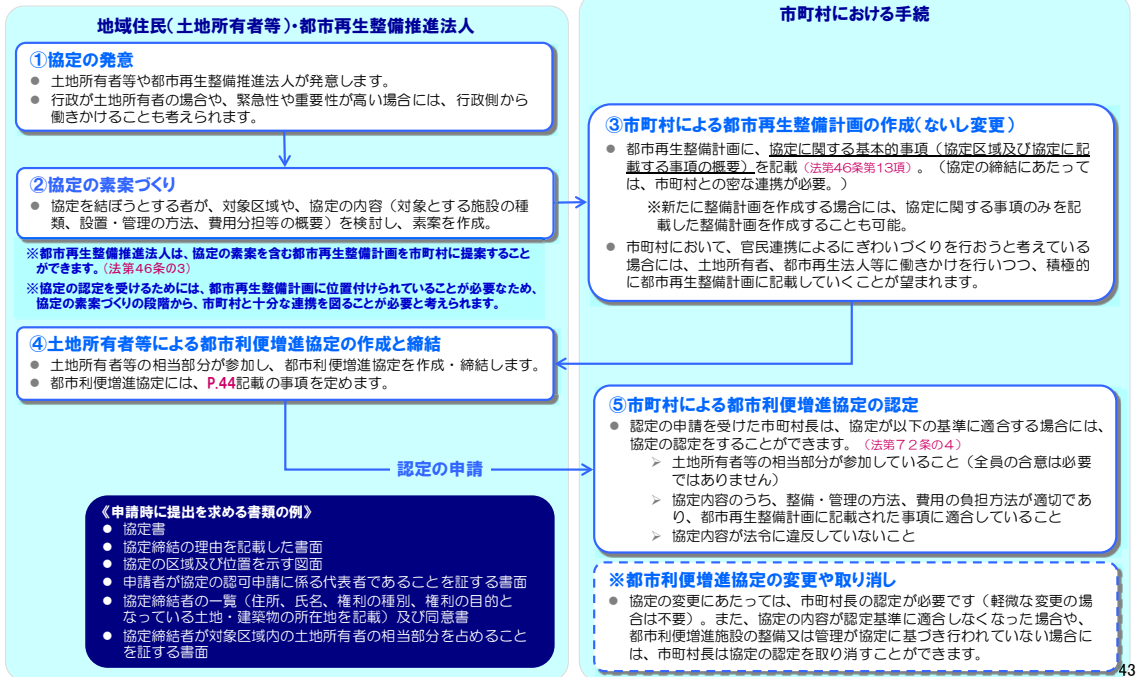 地域住民(土地所有者等)・都市再生整備推進法人
①協定の発意
● 土地所有者等や都市再生整備推進法人が発意します。
● 行政が土地所有者の場合や、緊急性や重要性が高い場合には、行政側から
働きかけることも考えられます。
②協定の素案づくり
● 協定を結ぼうとする者が、対象区域や、協定の内容（対象とする施設の種
類、設置・管理の方法、費用分担等の概要）を検討し、素案を作成。
※都市再生整備推進法人は、協定の素案を含む都市再生整備計画を市町村に提案すること
ができます。(法第46条の3)
※協定の認定を受けるためには、都市再生整備計画に位置付けられていることが必要なため、
協定の素案づくりの段階から、市町村と十分な連携を図ることが必要と考えられます。
市町村における手続
③市町村による都市再生整備計画の作成(ないし変更)
● 都市再生整備計画に、協定に関する基本的事項（協定区域及び協定に記
載する事項の概要）を記載（法第46条第13項）。（協定の締結にあたって
は、市町村との密な連携が必要。）
※新たに整備計画を作成する場合には、協定に関する事項のみを記
載した整備計画を作成することも可能。
● 市町村において、官民連携によるにぎわいづくりを行おうと考えている
場合には、土地所有者、都市再生法人等に働きかけを行いつつ、積極的
に都市再生整備計画に記載していくことが望まれます。
④土地所有者等による都市利便増進協定の作成と締結
● 土地所有者等の相当部分が参加し、都市利便増進協定を作成・締結します。
● 都市利便増進協定には、P.44記載の事項を定めます。
認定の申請
⑤市町村による都市利便増進協定の認定
● 認定の申請を受けた市町村長は、協定が以下の基準に適合する場合には、
協定の認定をすることができます。（法第７２条の４）
➢ 土地所有者等の相当部分が参加していること（全員の合意は必要
ではありません）
➢ 協定内容のうち、整備・管理の方法、費用の負担方法が適切であ
り、都市再生整備計画に記載された事項に適合していること
➢ 協定内容が法令に違反していないこと
《申請時に提出を求める書類の例》
● 協定書
● 協定締結の理由を記載した書面
● 協定の区域及び位置を示す図面
● 申請者が協定の認可申請に係る代表者であることを証する書面
● 協定締結者の一覧（住所、氏名、権利の種別、権利の目的と
なっている土地・建築物の所在地を記載）及び同意書
● 協定締結者が対象区域内の土地所有者の相当部分を占めること
を証する書面
※都市利便増進協定の変更や取り消し
● 協定の変更にあたっては、市町村長の認定が必要です（軽微な変更の場
合は不要）。また、協定の内容が認定基準に適合しなくなった場合や、
都市利便増進施設の整備又は管理が協定に基づき行われていない場合に
は、市町村長は協定の認定を取り消すことができます。
43